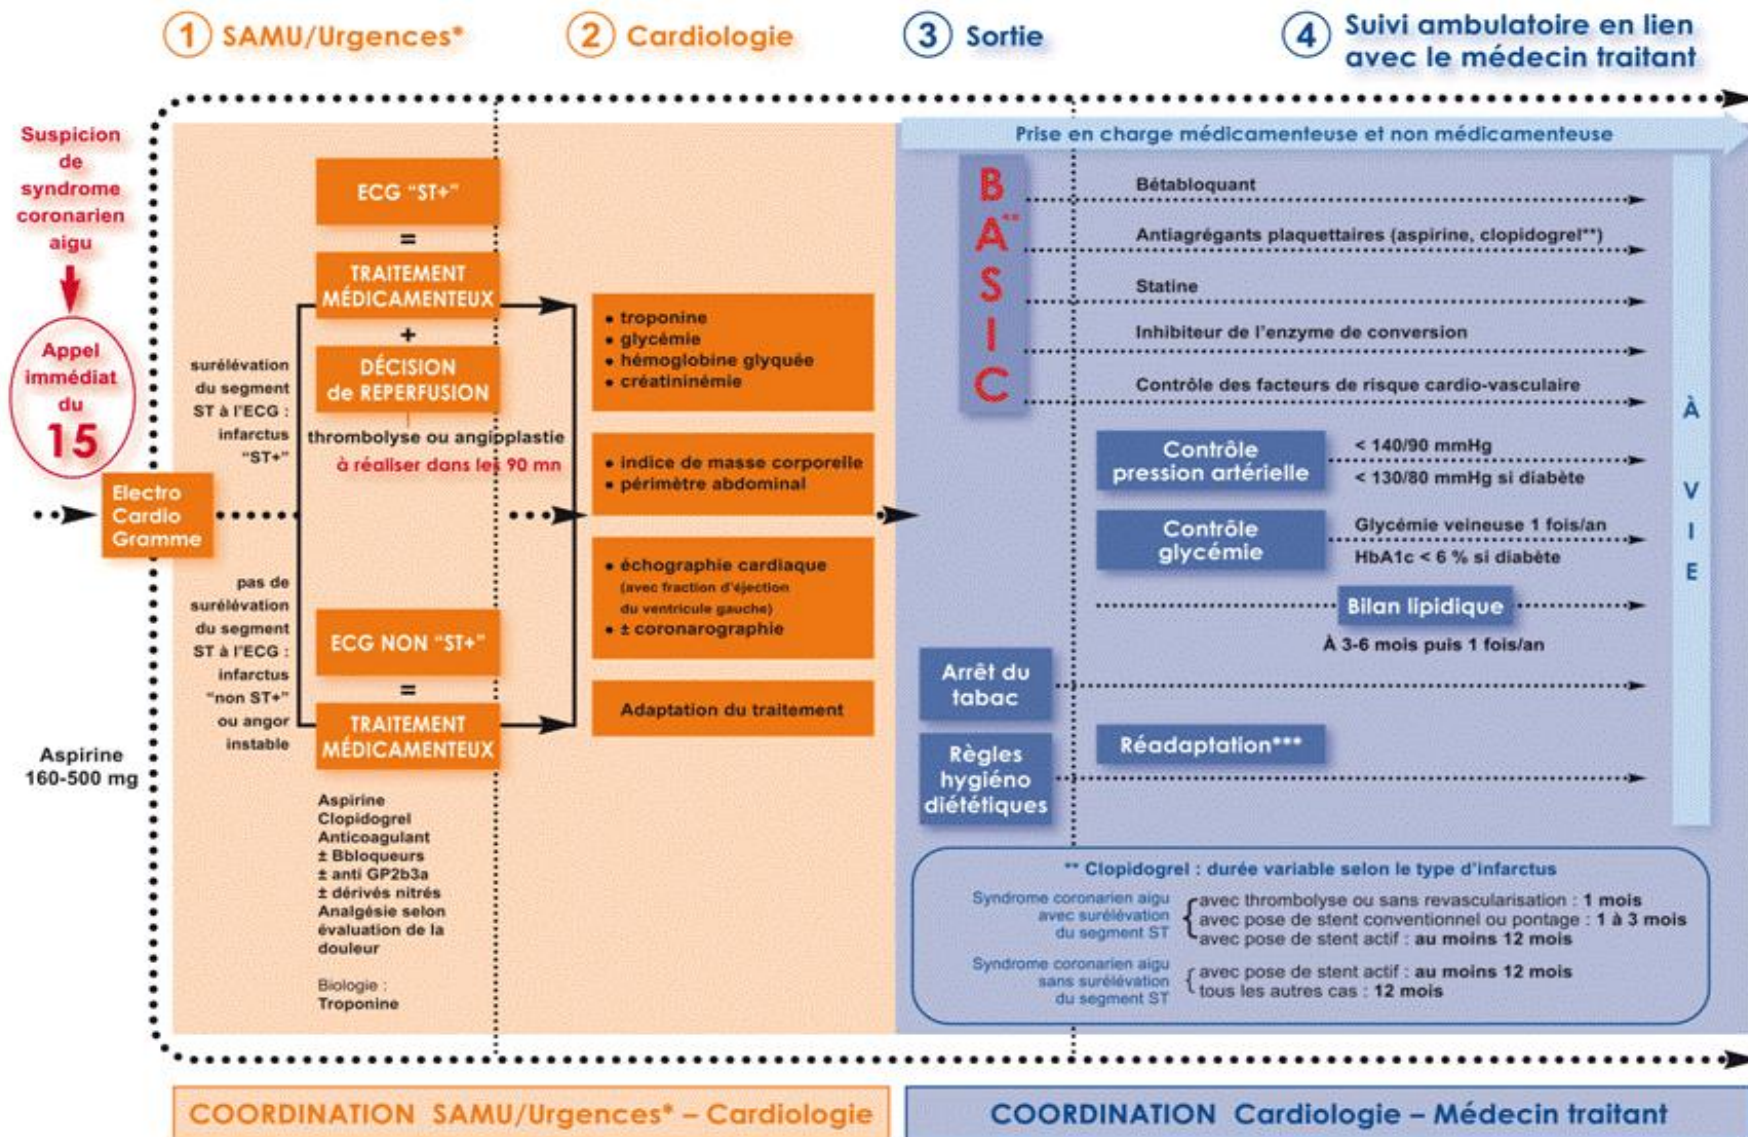 1 SAMU/Urgences*
2 Cardiologie
3 Sortie
4 Suivi ambulatoire en lien
avec le médecin traitant
Suspicion
de
syndrome
coronarien
aigu
Appel
immédiat
du
15
Electro
Cardio
Gramme
Aspirine
160-500 mg
surélévation
du segment
ST à l'ECG :
infarctus
"ST+"
pas de
surélévation
du segment
ST à l'ECG :
infarctus
"non ST+"
ou angor
instable
ECG "ST+"
=
TRAITEMENT
MÉDICAMENTEUX
+
DÉCISION
de REPERFUSION
thrombolyse ou angioplastie
à réaliser dans les 90 mn
ECG NON "ST+"
=
TRAITEMENT
MÉDICAMENTEUX
Aspirine
Clopidogrel
Anticoagulant
± Bbloqueurs
± anti GP2b3a
± dérivés nitrés
Analgésie selon
évaluation de la
douleur
Biologie :
Troponine
• troponine
• glycémie
• hémoglobine glyquée
• créatininémie
• indice de masse corporelle
• périmètre abdominal
• échographie cardiaque
(avec fraction d'éjection
du ventricule gauche)
• ± coronarographie
Adaptation du traitement
Prise en charge médicamenteuse et non médicamenteuse
B
A**
S
I
C
Bétabloquant
Antiagrégants plaquettaires (aspirine, clopidogrel**)
Statine
Inhibiteur de l'enzyme de conversion
Contrôle des facteurs de risque cardio-vasculaire
Contrôle
pression artérielle
< 140/90 mmHg
< 130/80 mmHg si diabète
Contrôle
glycémie
Glycémie veineuse 1 fois/an
HbA1c < 6 % si diabète
Bilan lipidique
À 3-6 mois puis 1 fois/an
Arrêt du
tabac
Règles
hygiéno
diététiques
Réadaptation***
À
V
I
E
** Clopidogrel : durée variable selon le type d'infarctus
Syndrome coronarien aigu
avec surélévation
du segment ST
avec thrombolyse ou sans revascularisation : 1 mois
avec pose de stent conventionnel ou pontage : 1 à 3 mois
avec pose de stent actif : au moins 12 mois
Syndrome coronarien aigu
sans surélévation
du segment ST
avec pose de stent actif : au moins 12 mois
tous les autres cas : 12 mois
COORDINATION SAMU/Urgences* – Cardiologie
COORDINATION Cardiologie – Médecin traitant